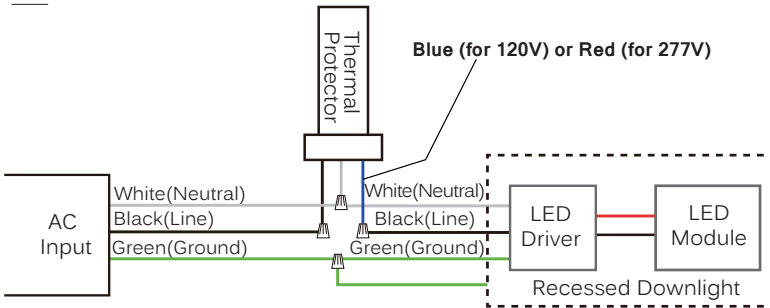 Thermal
Protector
Blue (for 120V) or Red (for 277V)
AC
Input
White(Neutral)
Black(Line)
Green(Ground)
White(Neutral)
Black(Line)
Green(Ground)
LED
Driver
LED
Module
Recessed Downlight